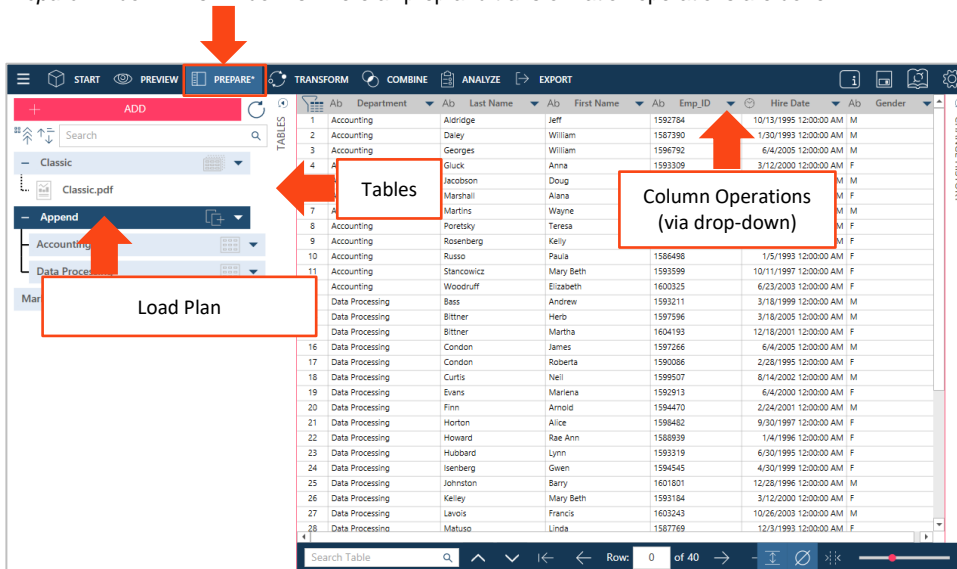 START PREVIEW PREPARE* TRANSFORM COMBINE ANALYZE EXPORT
ADD
Search
TABLES
Classic
Classic.pdf
Append
Accounting
Data Proces
Mar
Load Plan
Tables
Column Operations
(via drop-down)
Ab Department Ab Last Name Ab First Name Ab Emp_ID Hire Date Ab Gender
1 Accounting Aldridge Jeff 1592784 10/13/1995 12:00:00 AM M
2 Accounting Daley William 1587390 1/30/1993 12:00:00 AM M
3 Accounting Georges William 1596792 6/4/2005 12:00:00 AM M
4 A Gluck Anna 1593309 3/12/2000 12:00:00 AM F
Jacobson Doug M M
Marshall Alana M F
7 A Martins Wayne M M
8 Accounting Poretsky Teresa M F
9 Accounting Rosenberg Kelly M F
10 Accounting Russo Paula 1586498 1/5/1993 12:00:00 AM F
11 Accounting Stancowicz Mary Beth 1593599 10/11/1997 12:00:00 AM F
Accounting Woodruff Elizabeth 1600325 6/23/2003 12:00:00 AM F
Data Processing Bass Andrew 1593211 3/18/1999 12:00:00 AM M
Data Processing Bittner Herb 1597596 3/18/2005 12:00:00 AM M
Data Processing Bittner Martha 1604193 12/18/2001 12:00:00 AM F
16 Data Processing Condon James 1597266 6/4/2005 12:00:00 AM M
17 Data Processing Condon Roberta 1590086 2/28/1995 12:00:00 AM F
18 Data Processing Curtis Neil 1599507 8/14/2002 12:00:00 AM M
19 Data Processing Evans Marlena 1592913 6/4/2000 12:00:00 AM F
20 Data Processing Finn Arnold 1594470 2/24/2001 12:00:00 AM M
21 Data Processing Horton Alice 1598482 9/30/1997 12:00:00 AM F
22 Data Processing Howard Rae Ann 1588939 1/4/1996 12:00:00 AM F
23 Data Processing Hubbard Lynn 1593319 6/30/1995 12:00:00 AM F
24 Data Processing Isenberg Gwen 1594545 4/30/1999 12:00:00 AM F
25 Data Processing Johnston Barry 1601801 12/28/1996 12:00:00 AM M
26 Data Processing Kelley Mary Beth 1593184 3/12/2000 12:00:00 AM F
27 Data Processing Lavois Francis 1603243 10/26/2003 12:00:00 AM M
28 Data Processing Matuso Linda 1587769 12/3/1993 12:00:00 AM F
Search Table Row: 0 of 40